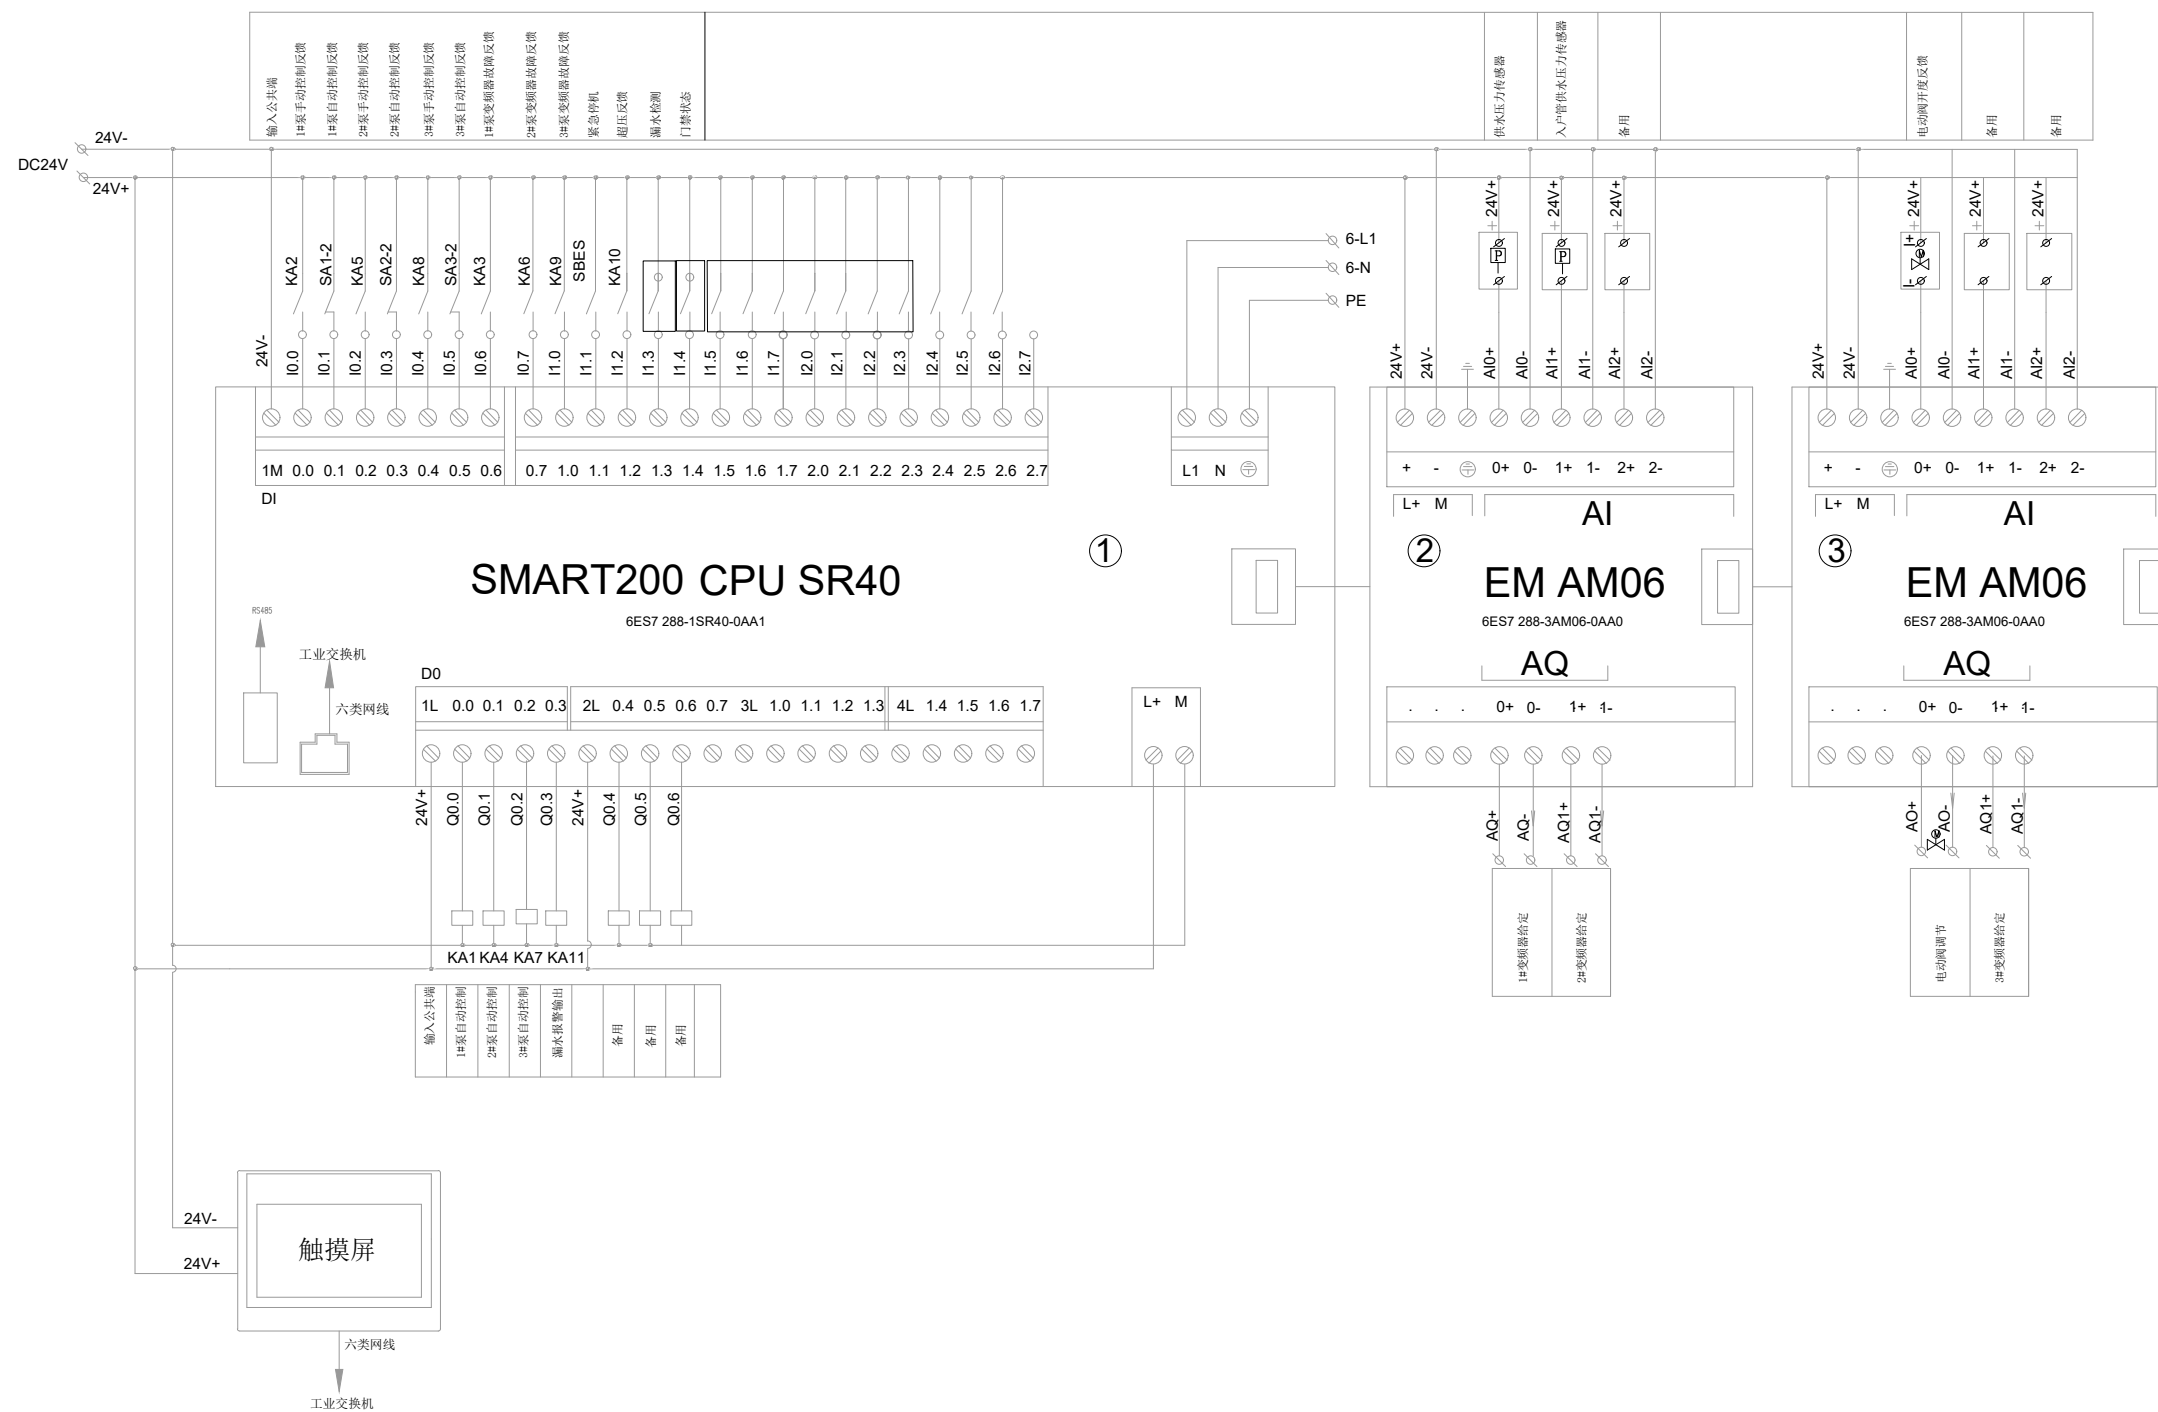 输入公共端
1#泵手动控制反馈
1#泵自动控制反馈
2#泵手动控制反馈
2#泵自动控制反馈
3#泵手动控制反馈
3#泵自动控制反馈
1#泵变频器故障反馈
2#泵变频器故障反馈
3#泵变频器故障反馈
紧急停机
超压反馈
漏水检测
门禁状态
供水压力传感器
入户管供水压力传感器
备用
电动阀开度反馈
备用
备用
24V-
DC24V
24V+
KA2
SA1-2
KA5
SA2-2
KA8
SA3-2
KA3
KA6
KA9
SBES
KA10
6-L1
6-N
PE
+ 24V+
+ 24V+
+ 24V+
+ 24V+
+ 24V+
+ 24V+
P
P
M
24V-
I0.0
I0.1
I0.2
I0.3
I0.4
I0.5
I0.6
I0.7
I1.0
I1.1
I1.2
I1.3
I1.4
I1.5
I1.6
I1.7
I2.0
I2.1
I2.2
I2.3
I2.4
I2.5
I2.6
I2.7
24V+
24V-
AI0+
AI0-
AI1+
AI1-
AI2+
AI2-
24V+
24V-
AI0+
AI0-
AI1+
AI1-
AI2+
AI2-
1M 0.0 0.1 0.2 0.3 0.4 0.5 0.6 0.7 1.0 1.1 1.2 1.3 1.4 1.5 1.6 1.7 2.0 2.1 2.2 2.3 2.4 2.5 2.6 2.7
L1 N
+ - 0+ 0- 1+ 1- 2+ 2-
+ - 0+ 0- 1+ 1- 2+ 2-
DI
L+ M
AI
L+ M
AI
①
②
③
SMART200 CPU SR40
EM AM06
EM AM06
6ES7 288-1SR40-0AA1
6ES7 288-3AM06-0AA0
6ES7 288-3AM06-0AA0
RS485
工业交换机
六类网线
D0
AQ
AQ
1L 0.0 0.1 0.2 0.3 2L 0.4 0.5 0.6 0.7 3L 1.0 1.1 1.2 1.3 4L 1.4 1.5 1.6 1.7
L+ M
. . . 0+ 0- 1+ 1-
. . . 0+ 0- 1+ 1-
24V+
Q0.0
Q0.1
Q0.2
Q0.3
24V+
Q0.4
Q0.5
Q0.6
AQ+
AQ-
AQ1+
AQ1-
AO+
AO-
AQ1+
AQ1-
KA1 KA4 KA7 KA11
1#变频器给定
2#变频器给定
电动阀调节
3#变频器给定
输入公共端
1#泵自动控制
2#泵自动控制
3#泵自动控制
漏水报警输出
备用
备用
备用
24V-
24V+
触摸屏
六类网线
工业交换机